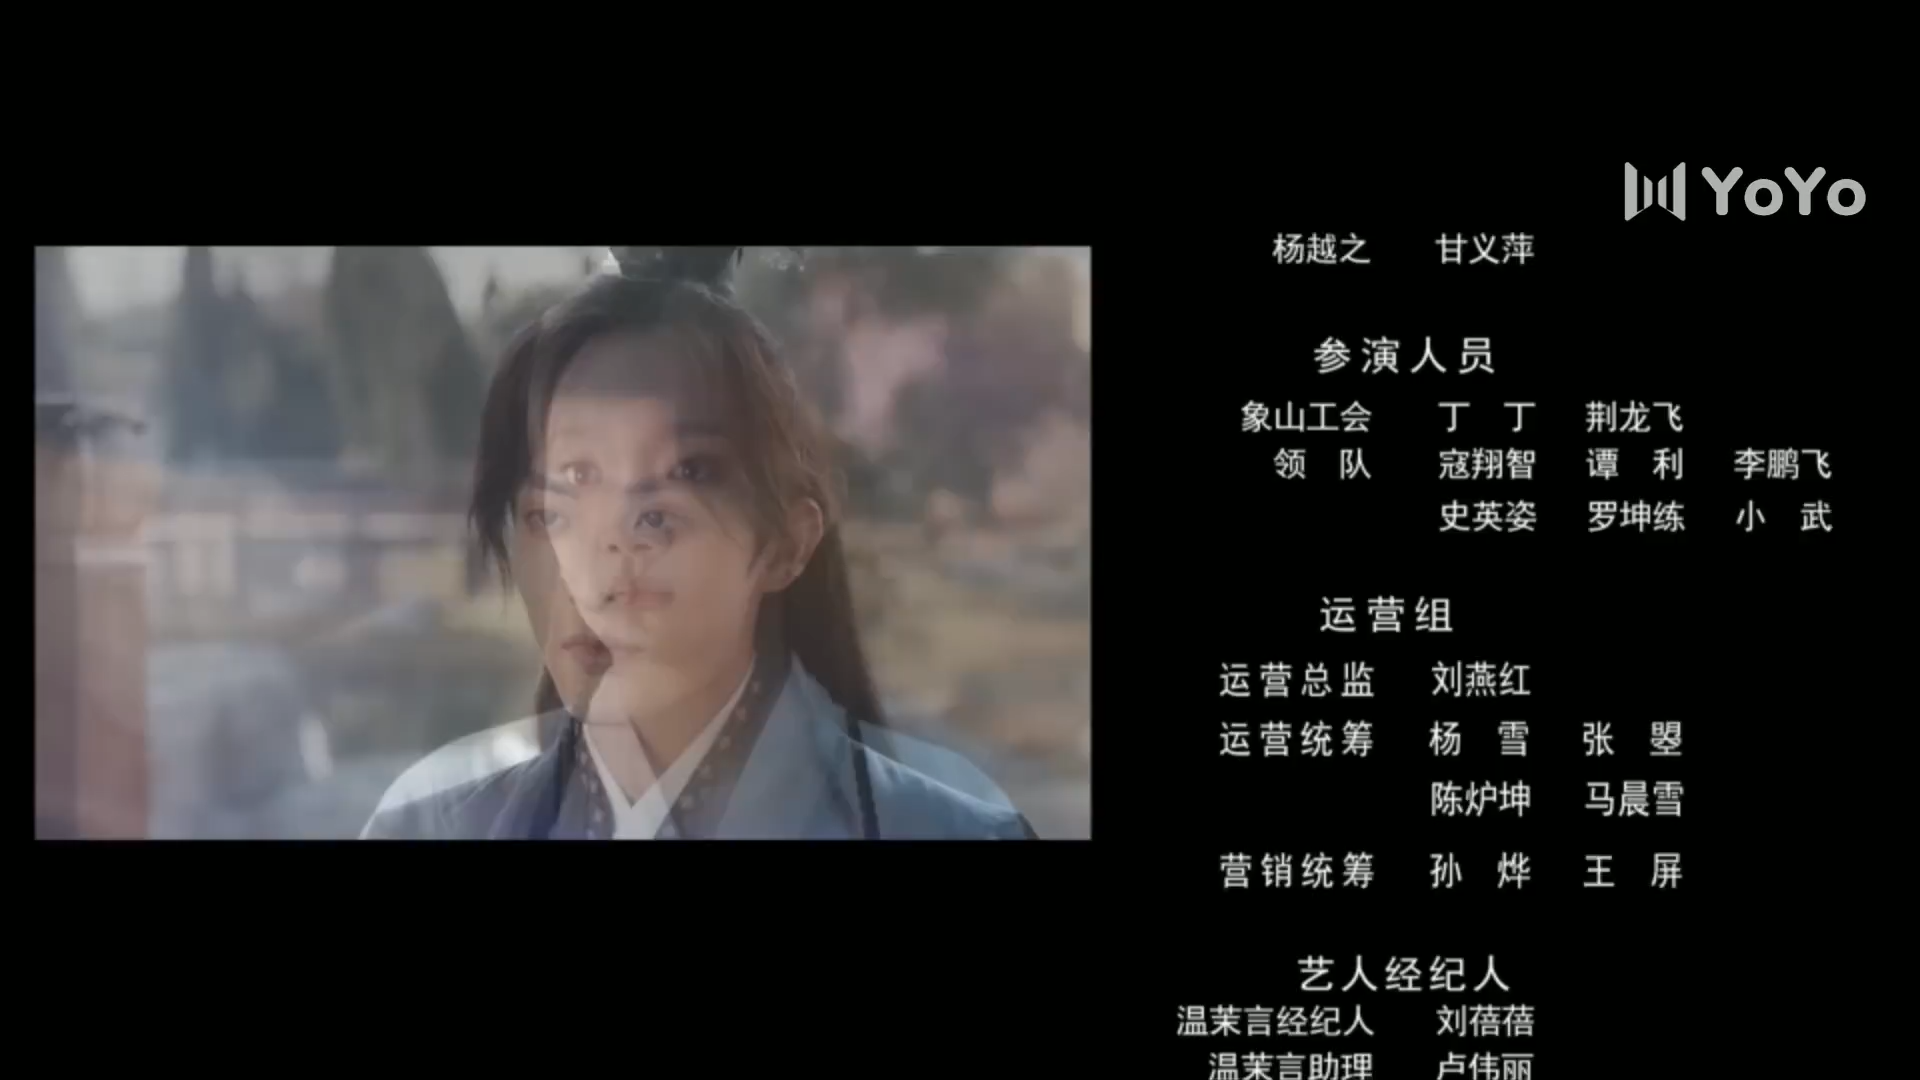 YoYo
杨越之 甘义萍
参演人员
象山工会 丁 丁 荆龙飞
领 队 寇翔智 谭 利 李鹏飞
史英姿 罗坤练 小 武
运营组
运营总监 刘燕红
运营统筹 杨 雪 张 曌
陈炉坤 马晨雪
营销统筹 孙 烨 王 屏
艺人经纪人
温茉言经纪人 刘蓓蓓
温茉言助理 卢伟丽